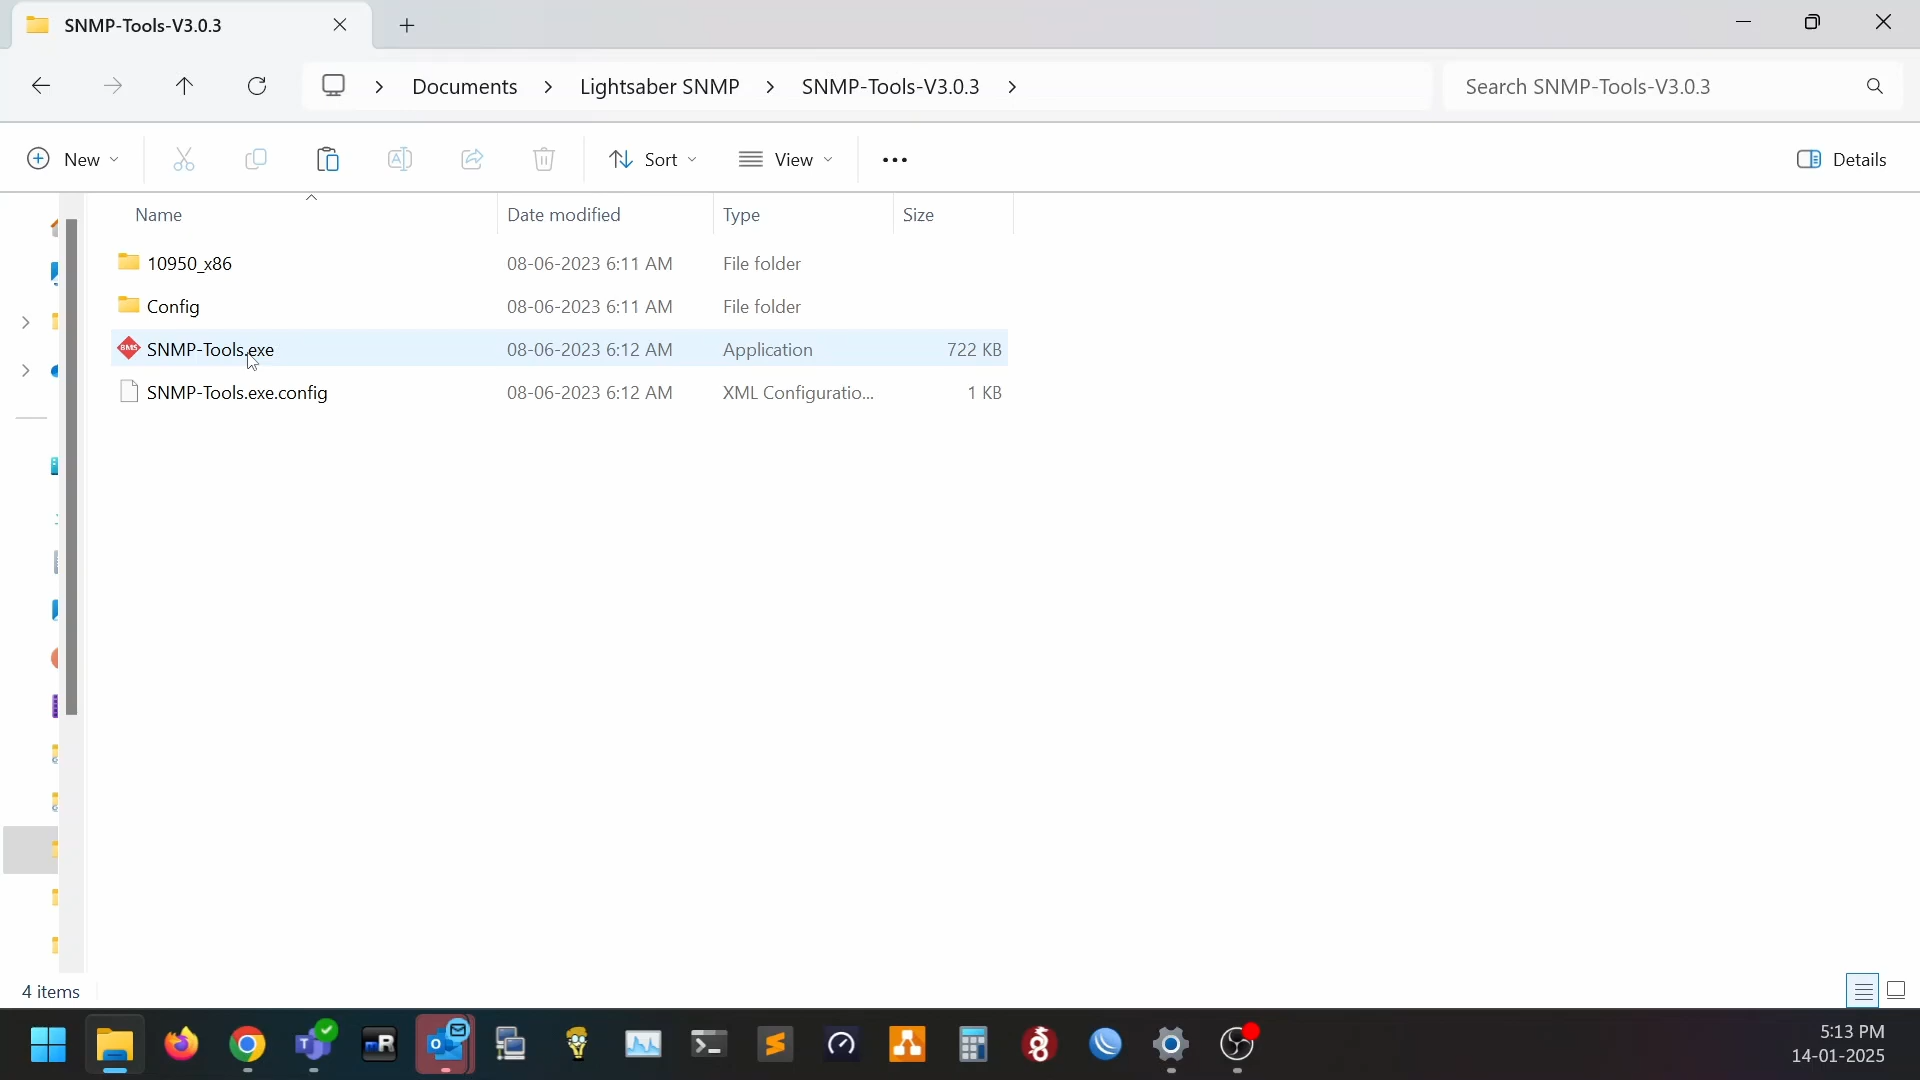 SNMP-Tools-V3.0.3
Documents Lightsaber SNMP SNMP-Tools-V3.0.3
Search SNMP-Tools-V3.0.3
New
Sort
View
Details
Name Date modified Type Size
10950_x86 08-06-2023 6:11 AM File folder
Config 08-06-2023 6:11 AM File folder
BMS SNMP-Tools.exe 08-06-2023 6:12 AM Application 722 KB
SNMP-Tools.exe.config 08-06-2023 6:12 AM XML Configuratio... 1 KB
4 items
5:13 PM
14-01-2025